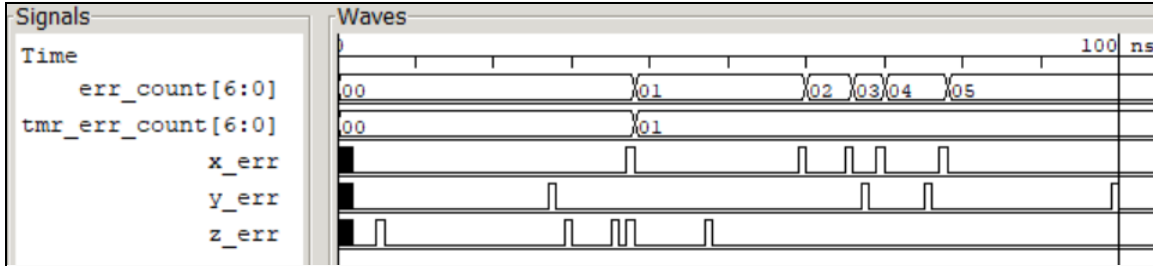 Signals
Waves
Time
0 100 ns
err_count[6:0] 00 01 02 03 04 05
tmr_err_count[6:0] 00 01
x_err
y_err
z_err